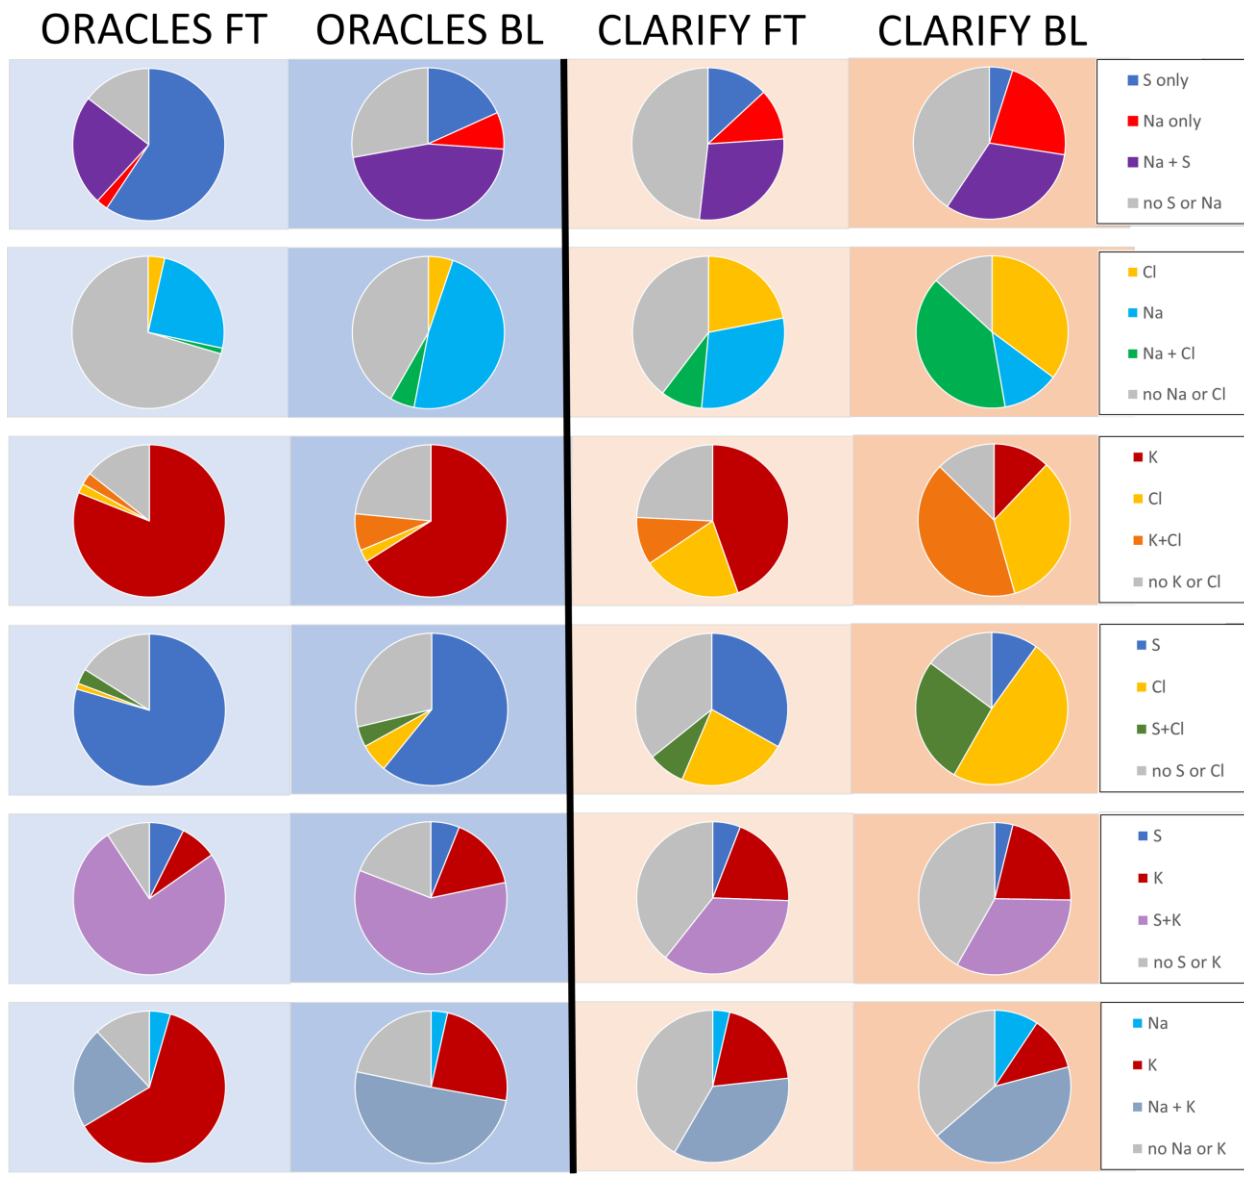 ORACLES FT ORACLES BL CLARIFY FT CLARIFY BL
S only
Na only
Na + S
no S or Na
Cl
Na
Na + Cl
no Na or Cl
K
Cl
K+Cl
no K or Cl
S
Cl
S+Cl
no S or Cl
S
K
S+K
no S or K
Na
K
Na + K
no Na or K